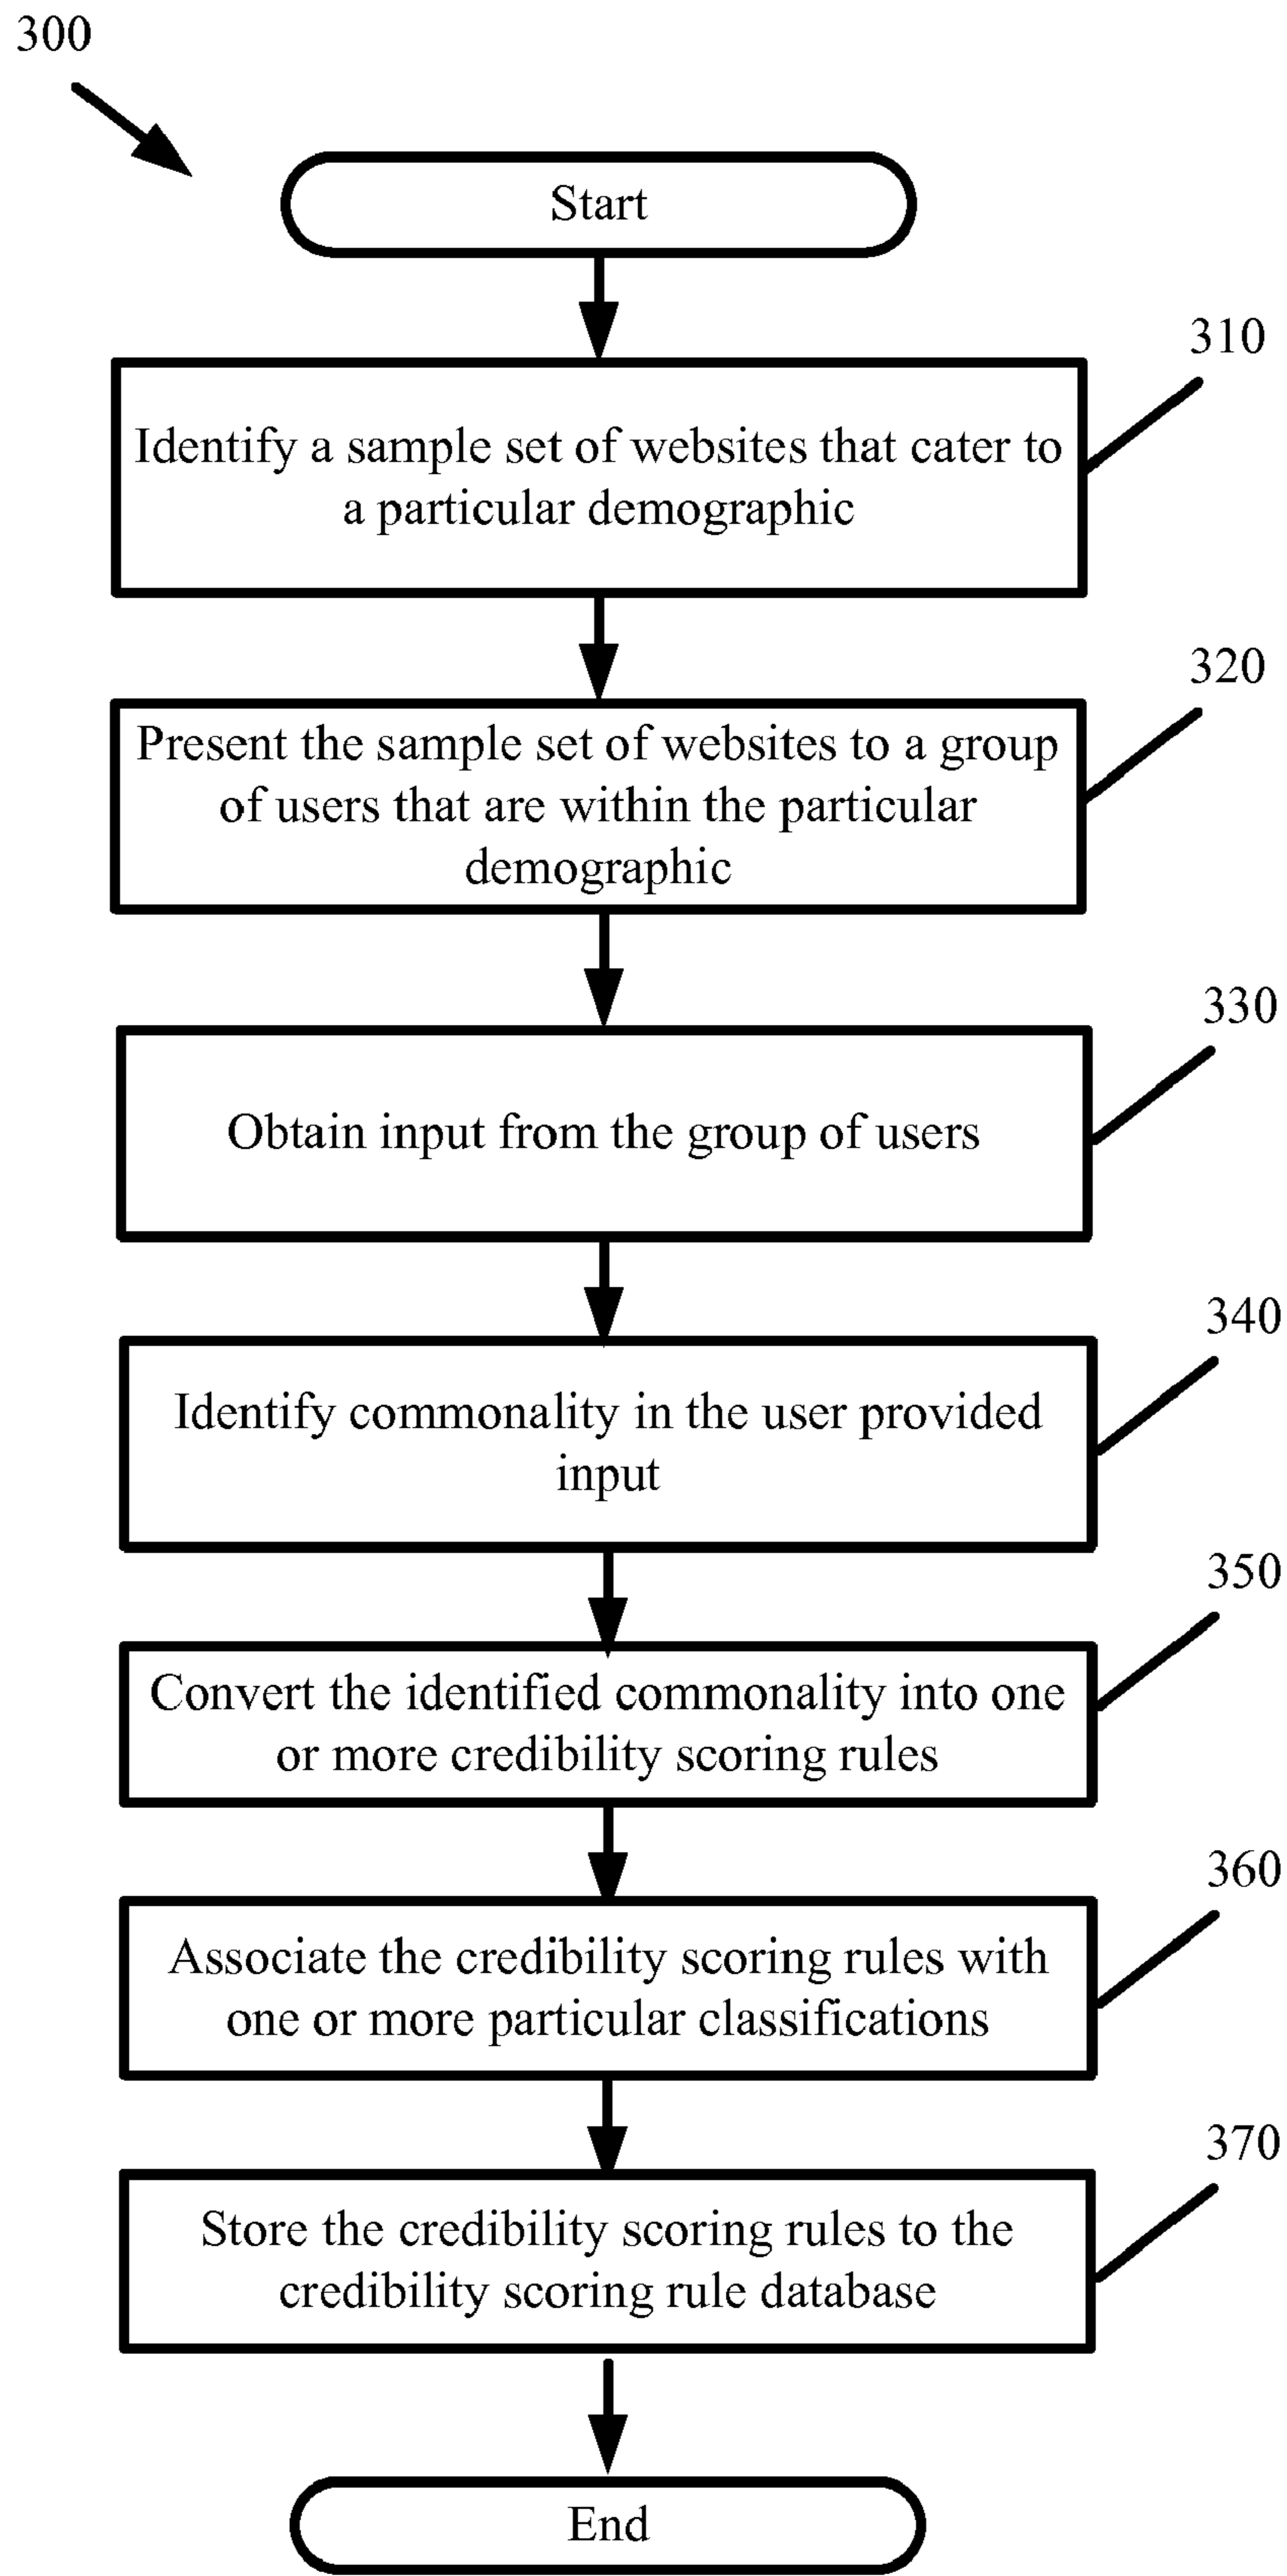 300
Start
310
Identify a sample set of websites that cater to
a particular demographic
320
Present the sample set of websites to a group
of users that are within the particular
demographic
330
Obtain input from the group of users
340
Identify commonality in the user provided
input
350
Convert the identified commonality into one
or more credibility scoring rules
360
Associate the credibility scoring rules with
one or more particular classifications
370
Store the credibility scoring rules to the
credibility scoring rule database
End